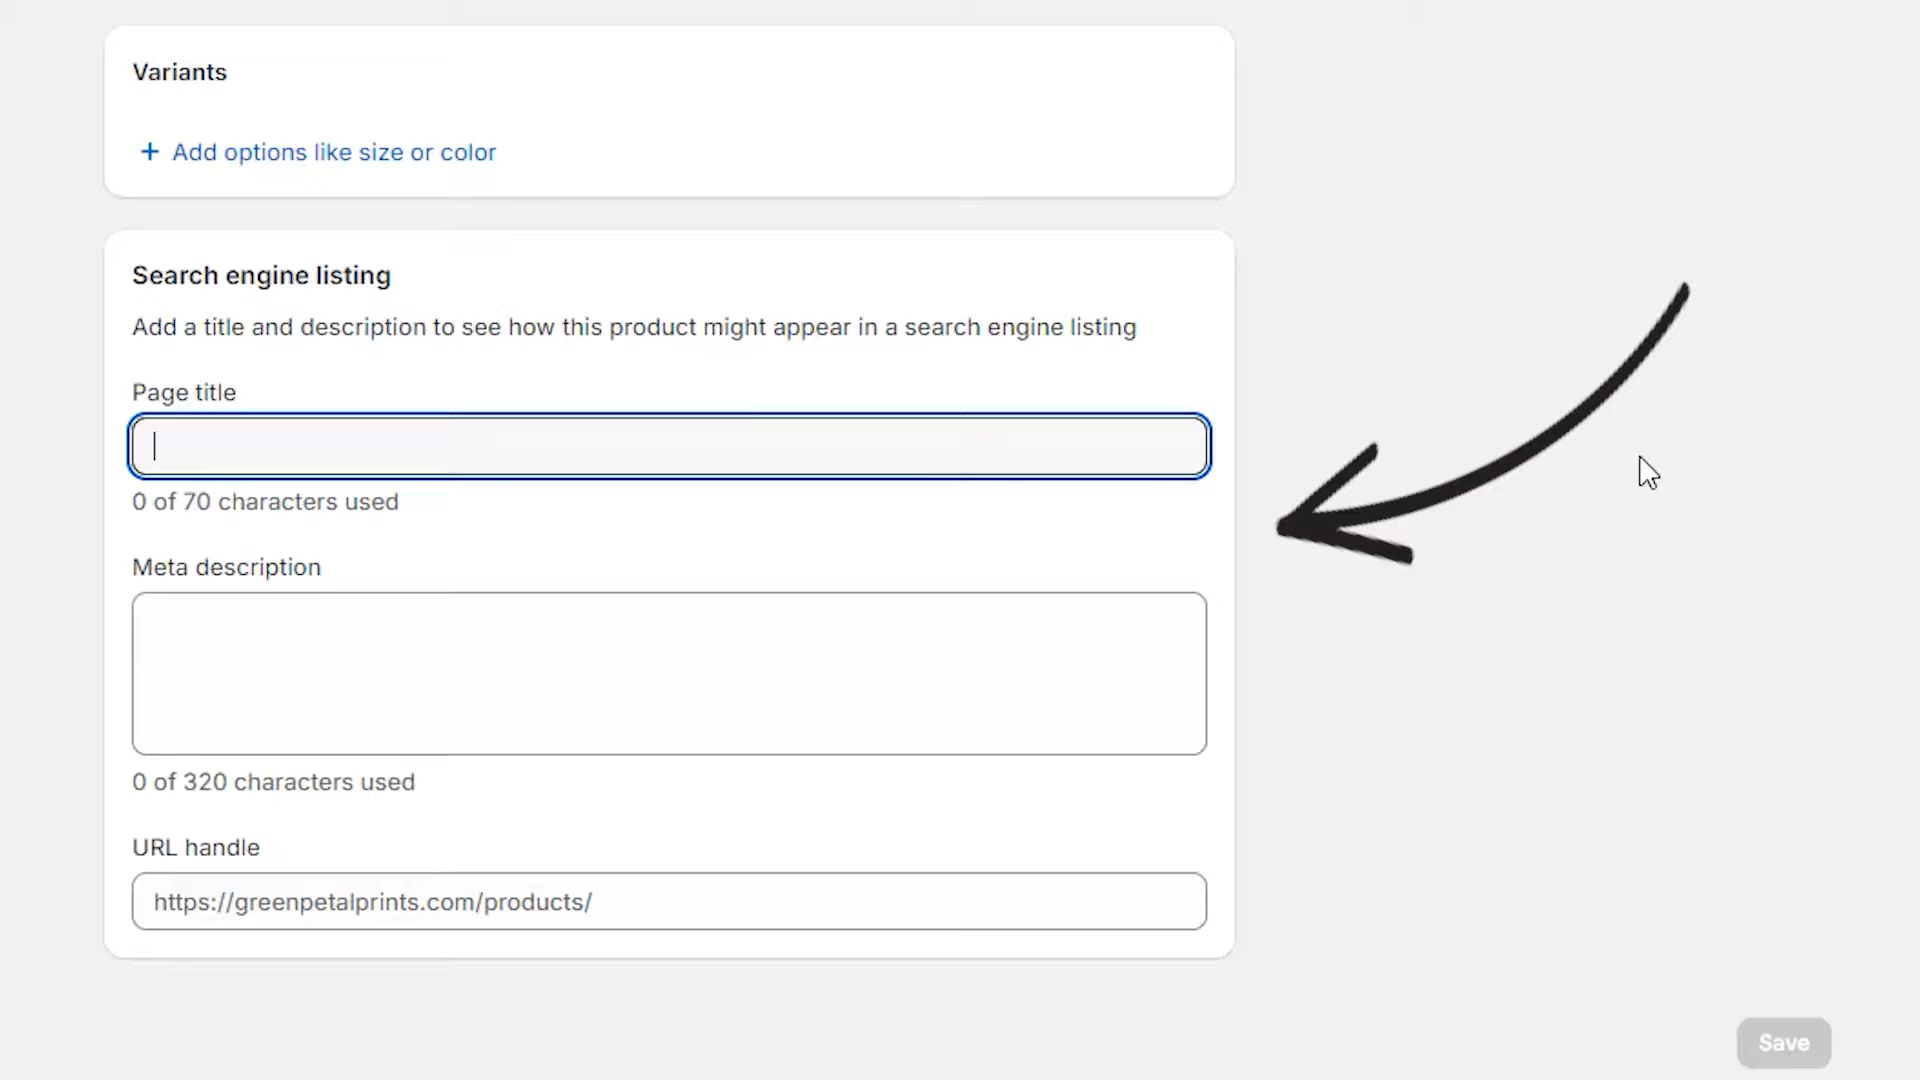 Variants
+ Add options like size or color
Search engine listing
Add a title and description to see how this product might appear in a search engine listing
Page title
0 of 70 characters used
Meta description
0 of 320 characters used
URL handle
https://greenpetalprints.com/products/
Save